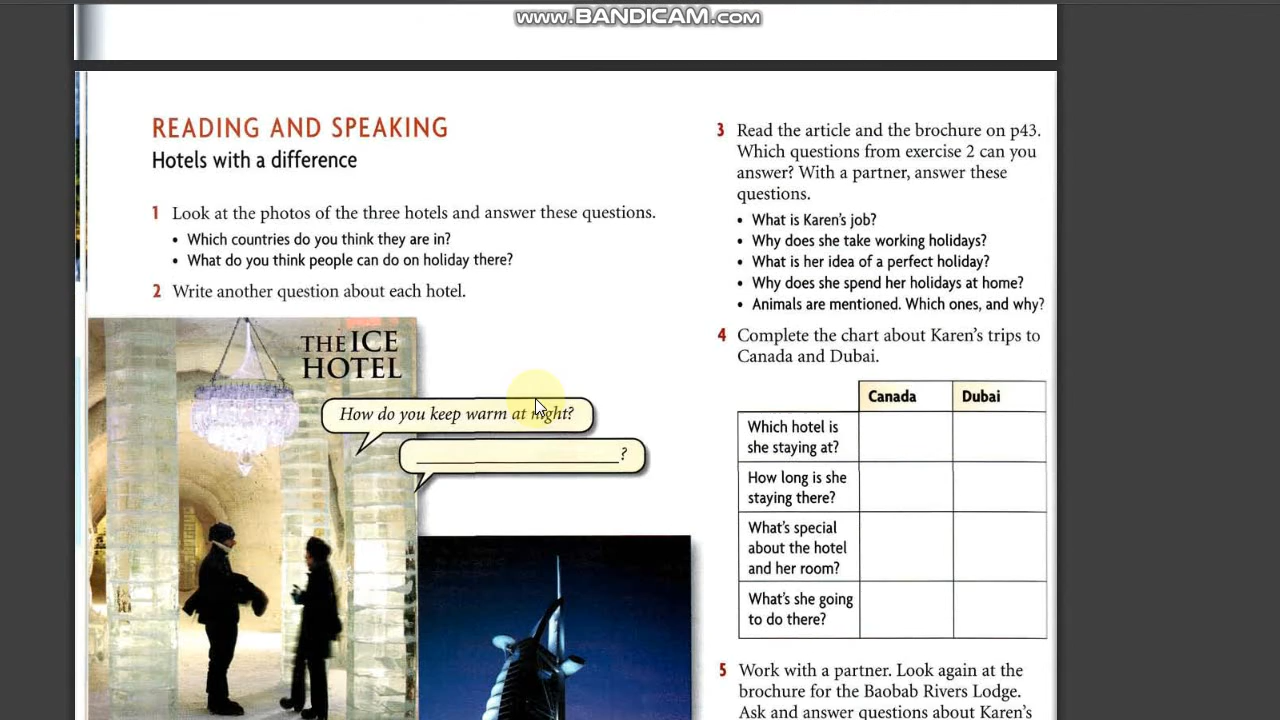 www.BANDICAM.com
READING AND SPEAKING
Hotels with a difference
1 Look at the photos of the three hotels and answer these questions.
• Which countries do you think they are in?
• What do you think people can do on holiday there?
2 Write another question about each hotel.
THE ICE
HOTEL
How do you keep warm at night?
?
3 Read the article and the brochure on p43.
Which questions from exercise 2 can you
answer? With a partner, answer these
questions.
• What is Karen's job?
• Why does she take working holidays?
• What is her idea of a perfect holiday?
• Why does she spend her holidays at home?
• Animals are mentioned. Which ones, and why?
4 Complete the chart about Karen's trips to
Canada and Dubai.
Canada Dubai
Which hotel is
she staying at?
How long is she
staying there?
What's special
about the hotel
and her room?
What's she going
to do there?
5 Work with a partner. Look again at the
brochure for the Baobab Rivers Lodge.
Ask and answer questions about Karen's